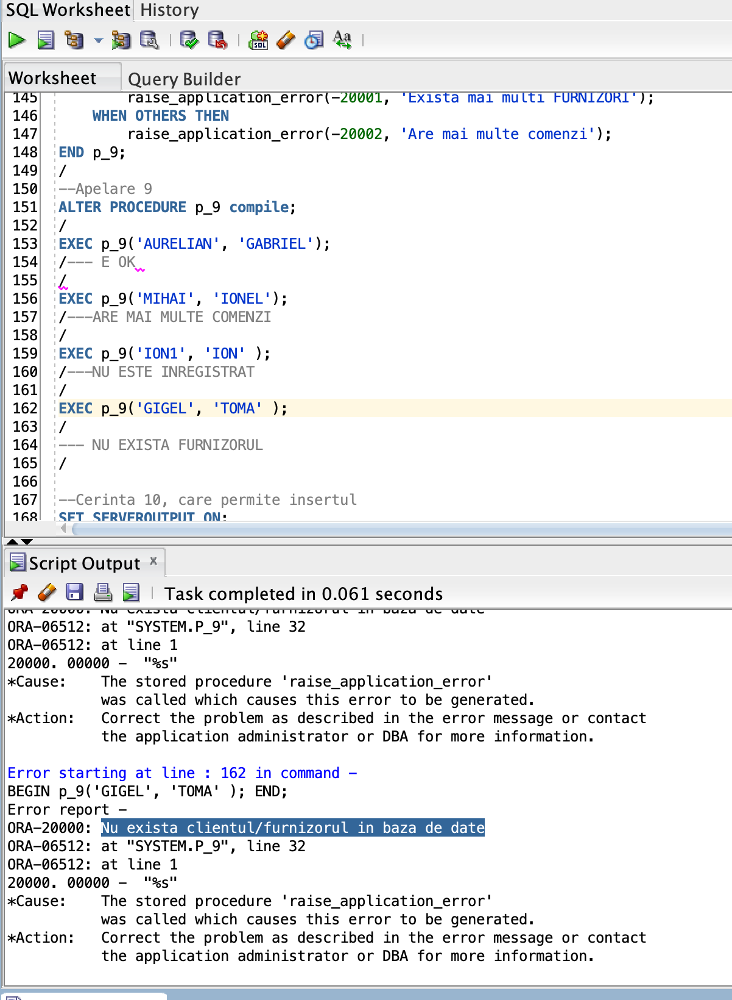 SQL Worksheet History
Worksheet Query Builder
145 raise_application_error(-20001, 'Exista mai multi FURNIZORI');
146 WHEN OTHERS THEN
147 raise_application_error(-20002, 'Are mai multe comenzi');
148 END p_9;
149 /
150 --Apelare 9
151 ALTER PROCEDURE p_9 compile;
152 /
153 EXEC p_9('AURELIAN', 'GABRIEL');
154 /--- E OK
155 /
156 EXEC p_9('MIHAI', 'IONEL');
157 /---ARE MAI MULTE COMENZI
158 /
159 EXEC p_9('ION1', 'ION' );
160 /---NU ESTE INREGISTRAT
161 /
162 EXEC p_9('GIGEL', 'TOMA' );
163 /
164 --- NU EXISTA FURNIZORUL
165 /
166
167 --Cerinta 10, care permite insertul
168 SET SERVEROUTPUT ON;
Script Output x
Task completed in 0.061 seconds
ORA-20000: Nu exista clientul/furnizorul in baza de date
ORA-06512: at "SYSTEM.P_9", line 32
ORA-06512: at line 1
20000. 00000 - "%s"
*Cause: The stored procedure 'raise_application_error'
was called which causes this error to be generated.
*Action: Correct the problem as described in the error message or contact
the application administrator or DBA for more information.
Error starting at line : 162 in command -
BEGIN p_9('GIGEL', 'TOMA' ); END;
Error report -
ORA-20000: Nu exista clientul/furnizorul in baza de date
ORA-06512: at "SYSTEM.P_9", line 32
ORA-06512: at line 1
20000. 00000 - "%s"
*Cause: The stored procedure 'raise_application_error'
was called which causes this error to be generated.
*Action: Correct the problem as described in the error message or contact
the application administrator or DBA for more information.